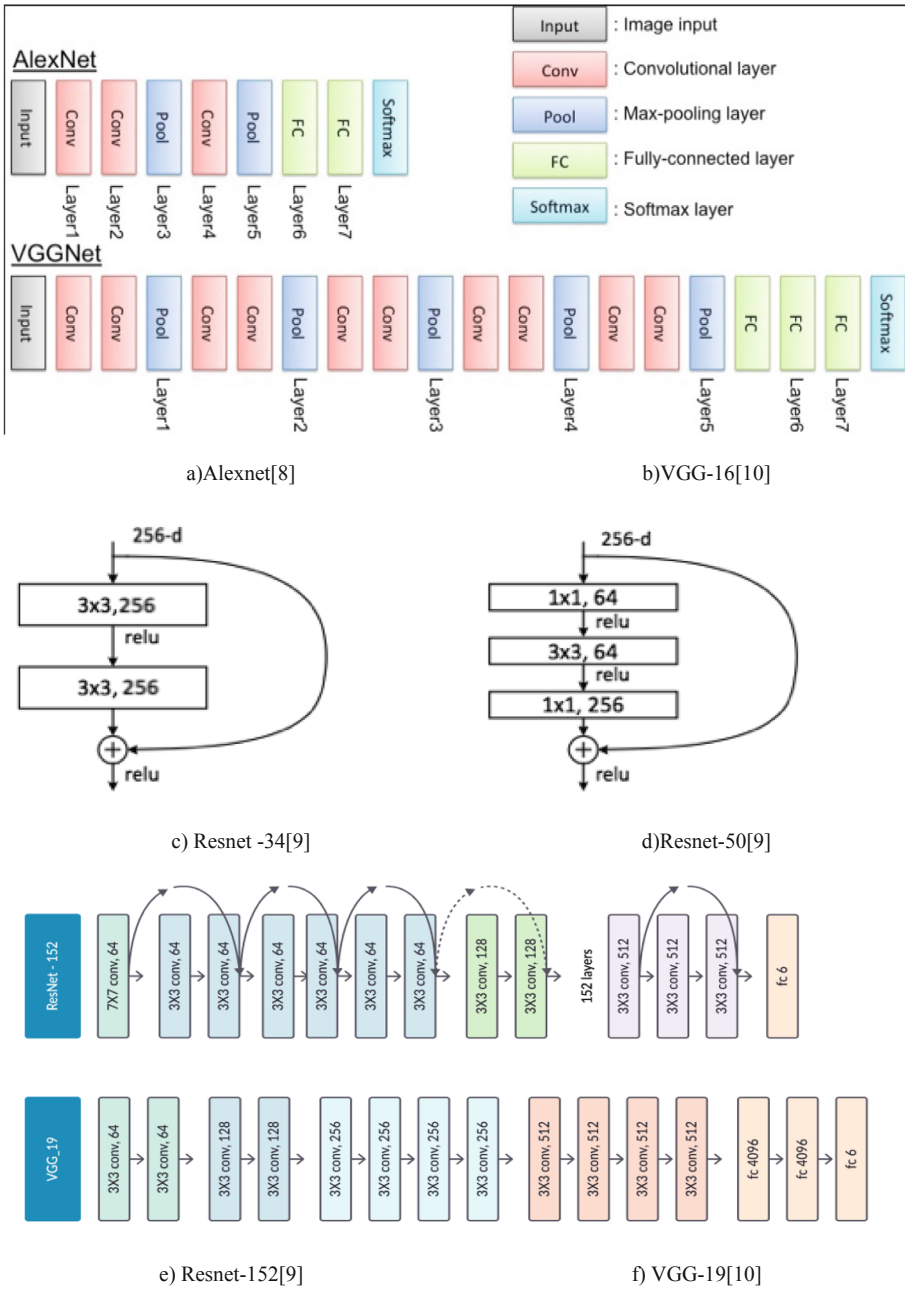 Input : Image input
AlexNet
Conv : Convolutional layer
Pool : Max-pooling layer
FC : Fully-connected layer
Softmax : Softmax layer
Input Conv Conv Pool Conv Pool FC FC Softmax
Layer1 Layer2 Layer3 Layer4 Layer5 Layer6 Layer7
VGGNet
Input Conv Conv Pool Conv Conv Pool Conv Conv Pool Conv Conv Pool Conv Conv Pool FC FC FC Softmax
Layer1 Layer2 Layer3 Layer4 Layer5 Layer6 Layer7
a)Alexnet[8] b)VGG-16[10]
256-d
3x3,256
relu
3x3, 256
+
relu
256-d
1x1, 64
relu
3x3, 64
relu
1x1, 256
+
relu
c) Resnet -34[9] d)Resnet-50[9]
ResNet - 152
7X7 conv, 64
3X3 conv, 64
3X3 conv, 64
3X3 conv, 64
3X3 conv, 64
3X3 conv, 64
3X3 conv, 64
3X3 conv, 128
3X3 conv, 128
152 layers
3X3 conv, 512
3X3 conv, 512
3X3 conv, 512
fc 6
VGG_19
3X3 conv, 64
3X3 conv, 64
3X3 conv, 128
3X3 conv, 128
3X3 conv, 256
3X3 conv, 256
3X3 conv, 256
3X3 conv, 256
3X3 conv, 512
3X3 conv, 512
3X3 conv, 512
3X3 conv, 512
fc 4096
fc 4096
fc 6
e) Resnet-152[9] f) VGG-19[10]